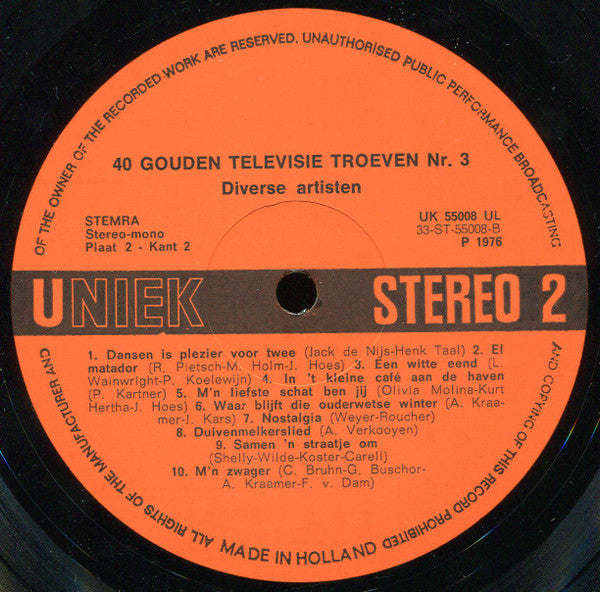 OF THE OWNER OF THE RECORDED WORK ARE RESERVED. UNAUTHORISED PUBLIC PERFORMANCE BROADCASTING
40 GOUDEN TELEVISIE TROEVEN Nr. 3
Diverse artisten
STEMRA
Stereo-mono
Plaat 2 - Kant 2
UK 55008 UL
33-ST-55008-B
P 1976
UNIEK STEREO 2
1. Dansen is plezier voor twee (Jack de Nijs-Henk Taal) 2. El
matador (R. Pietsch-M. Holm-J. Hoes) 3. Een witte eend (L.
Wainwright-P. Koelewijn) 4. In 't kleine café aan de haven
(P. Kartner) 5. M'n liefste schat ben jij (Olivia Molina-Kurt
Hertha-J. Hoes) 6. Waar blijft die ouderwetse winter (A. Kraa-
mer-J. Kars) 7. Nostalgia (Weyer-Roucher)
8. Duivenmelkerslied (A. Verkooyen)
9. Samen 'n straatje om
(Shelly-Wilde-Koster-Carell)
10. M'n zwager (C. Bruhn-G. Buschor-
A. Kraamer-F. v. Dam)
AND COPYING OF THIS RECORD PROHIBITED
MADE IN HOLLAND
ALL RIGHTS OF THE MANUFACTURER AND